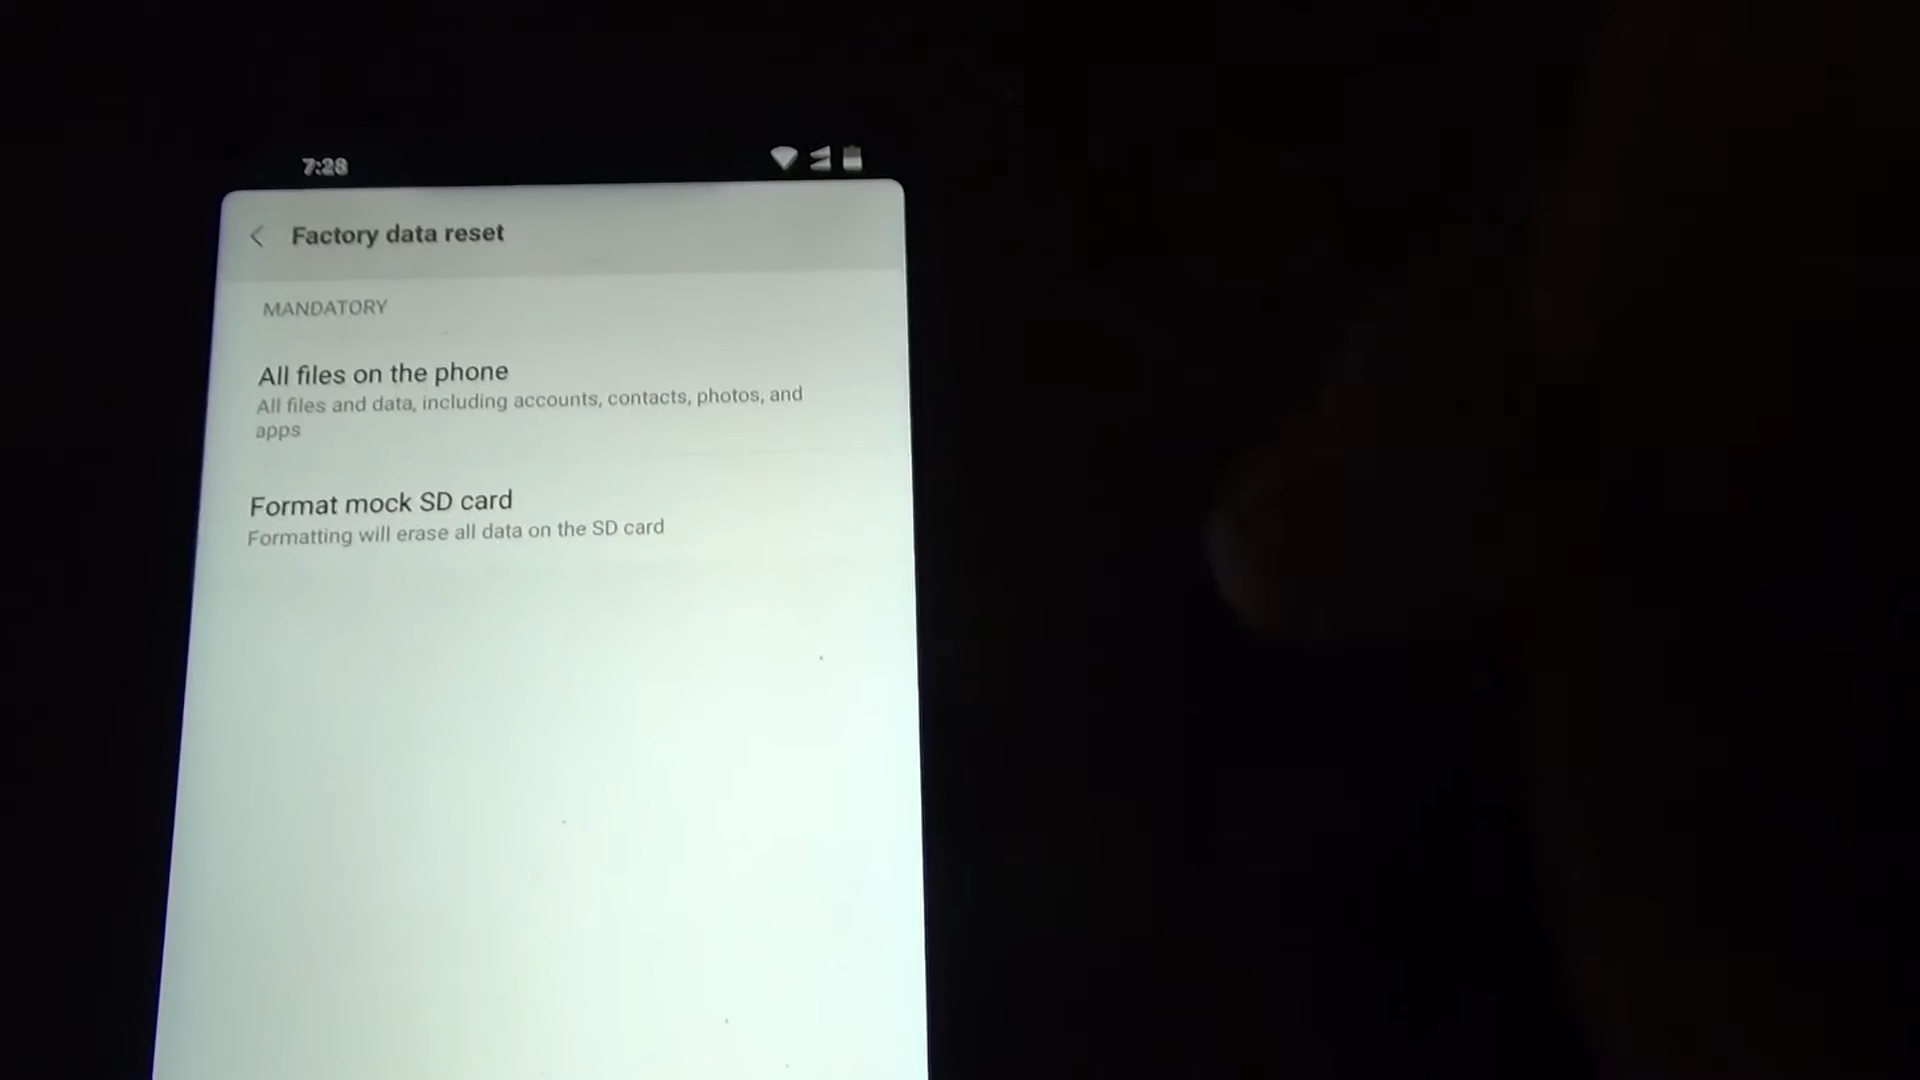 7:28
Factory data reset
MANDATORY
All files on the phone
All files and data, including accounts, contacts, photos, and
apps
Format mock SD card
Formatting will erase all data on the SD card